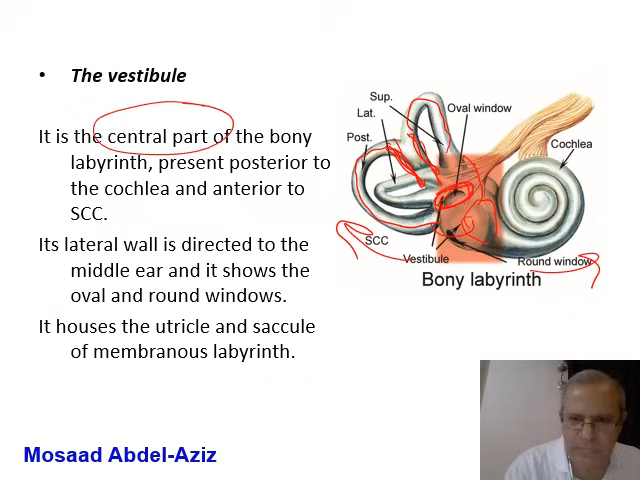 • The vestibule
It is the central part of the bony
labyrinth, present posterior to
the cochlea and anterior to
SCC.
Its lateral wall is directed to the
middle ear and it shows the
oval and round windows.
It houses the utricle and saccule
of membranous labyrinth.
Sup.
Lat.
Post.
Oval window
Cochlea
SCC
Vestibule
Round window
Bony labyrinth
Mosaad Abdel-Aziz